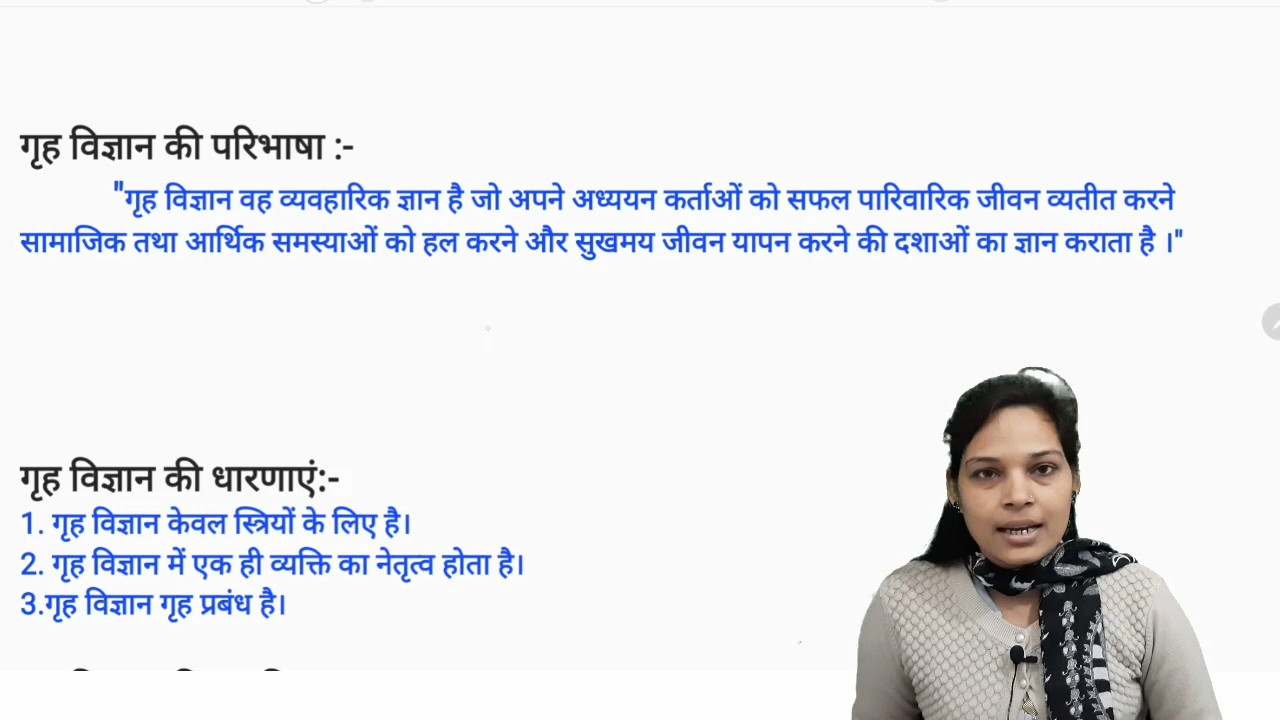 गृह विज्ञान की परिभाषा :-
"गृह विज्ञान वह व्यवहारिक ज्ञान है जो अपने अध्ययन कर्ताओं को सफल पारिवारिक जीवन व्यतीत करने
सामाजिक तथा आर्थिक समस्याओं को हल करने और सुखमय जीवन यापन करने की दशाओं का ज्ञान कराता है ।"
गृह विज्ञान की धारणाएं:-
1. गृह विज्ञान केवल स्त्रियों के लिए है।
2. गृह विज्ञान में एक ही व्यक्ति का नेतृत्व होता है।
3.गृह विज्ञान गृह प्रबंध है।